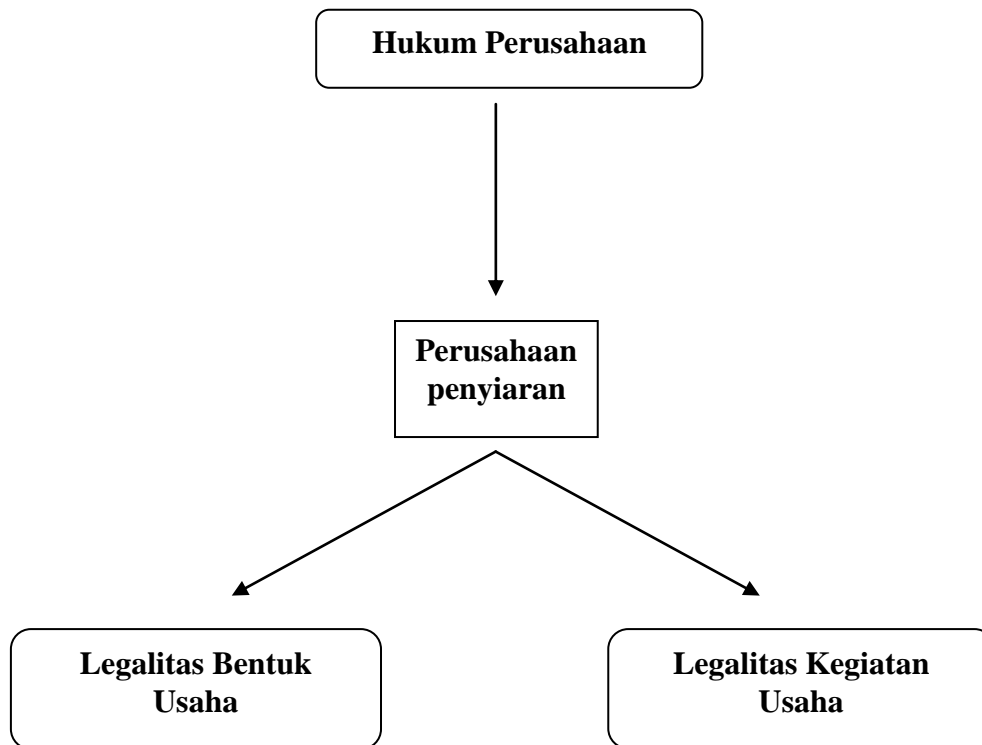 Hukum Perusahaan
Perusahaan
penyiaran
Legalitas Bentuk
Usaha
Legalitas Kegiatan
Usaha